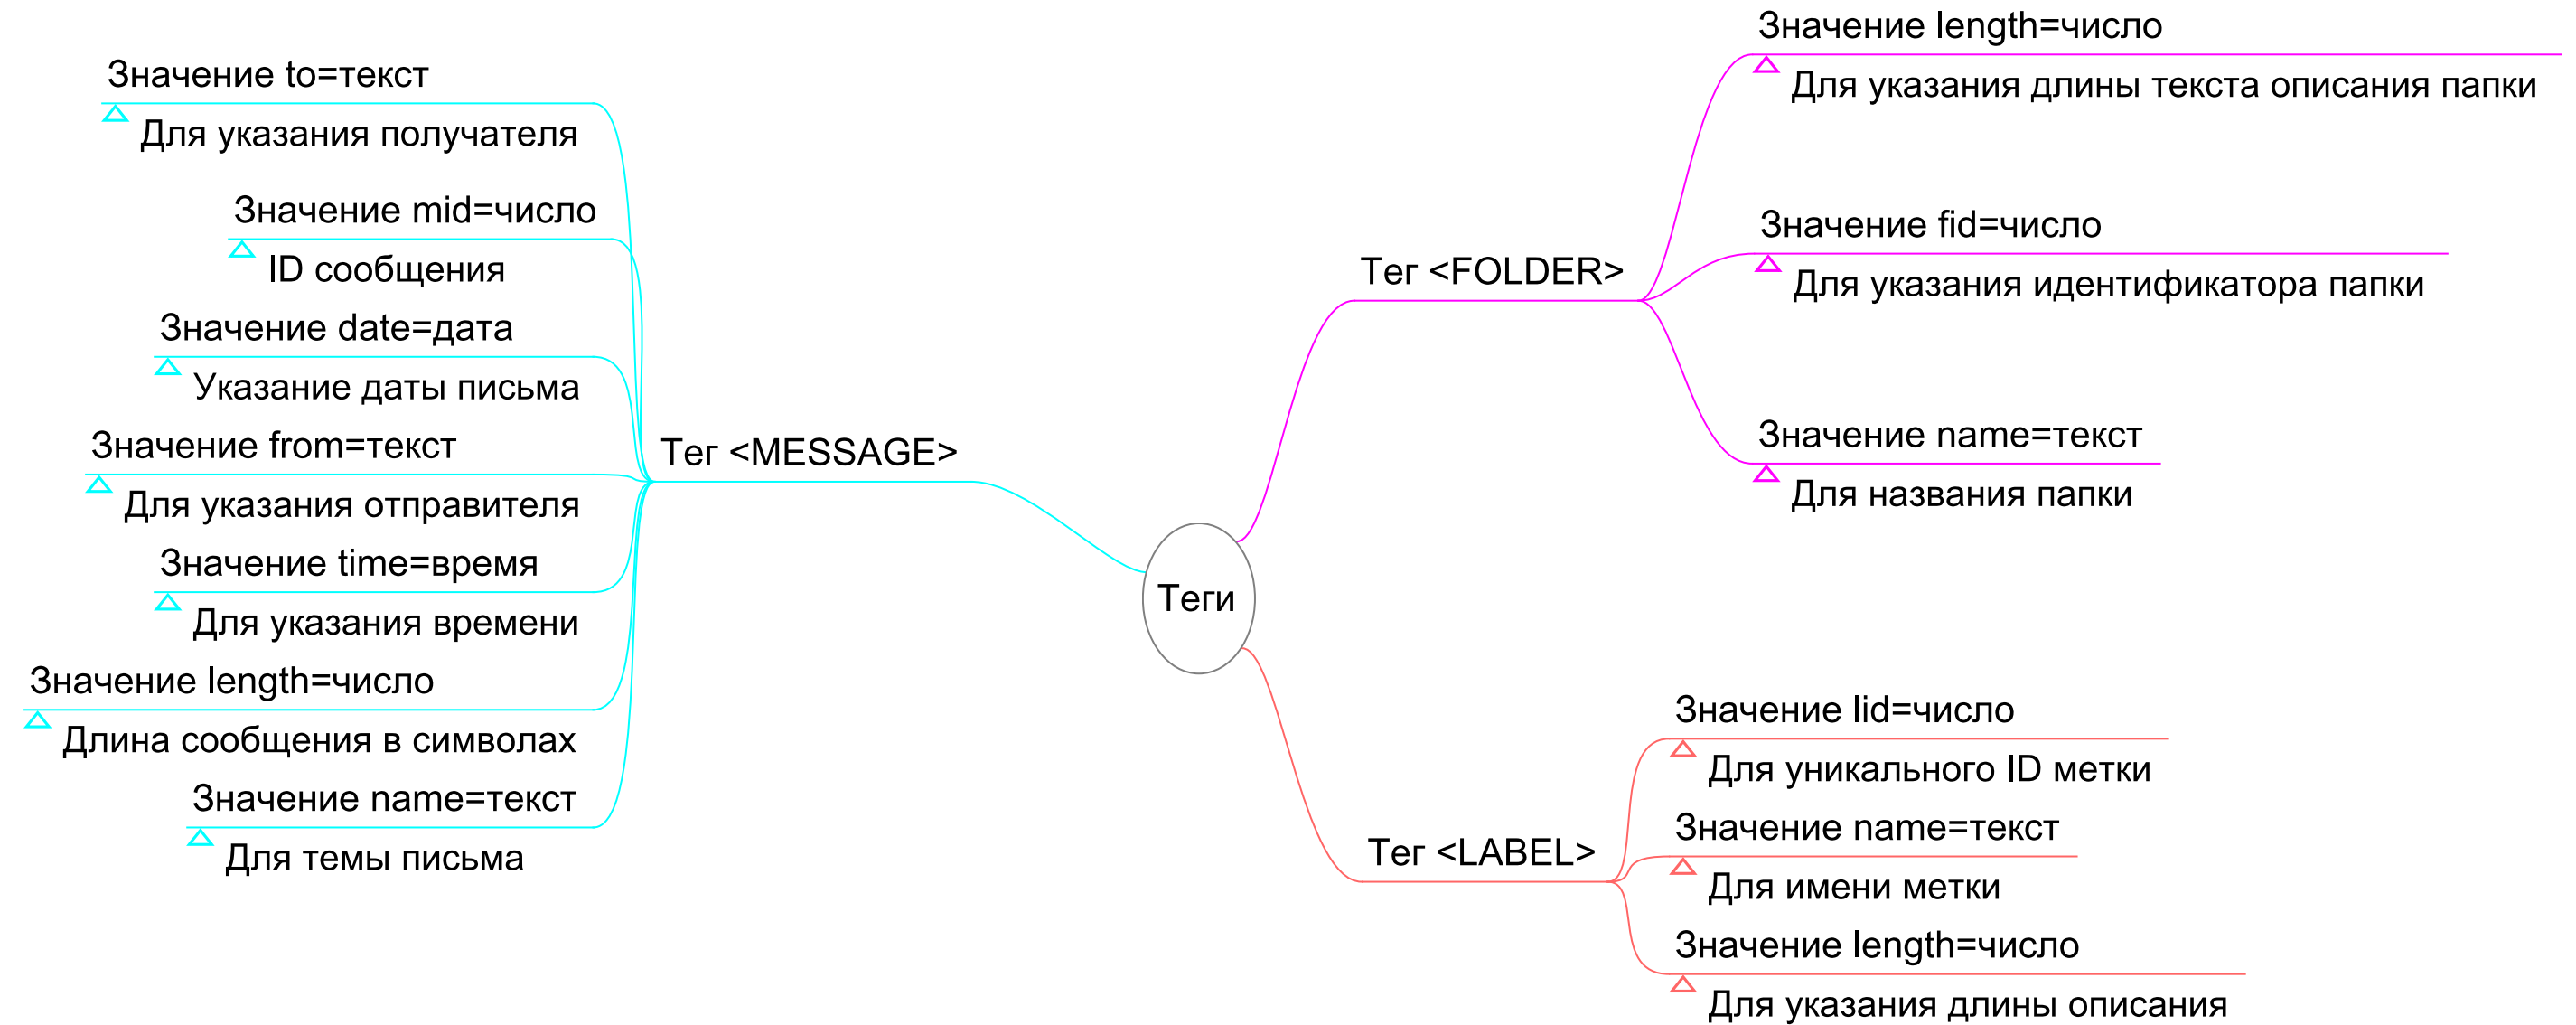 Значение to=текст
Для указания получателя
Значение mid=число
ID сообщения
Значение date=дата
Указание даты письма
Значение from=текст
Для указания отправителя
Значение time=время
Для указания времени
Значение length=число
Длина сообщения в символах
Значение name=текст
Для темы письма
Тег <MESSAGE>
Теги
Тег <FOLDER>
Значение length=число
Для указания длины текста описания папки
Значение fid=число
Для указания идентификатора папки
Значение name=текст
Для названия папки
Тег <LABEL>
Значение lid=число
Для уникального ID метки
Значение name=текст
Для имени метки
Значение length=число
Для указания длины описания